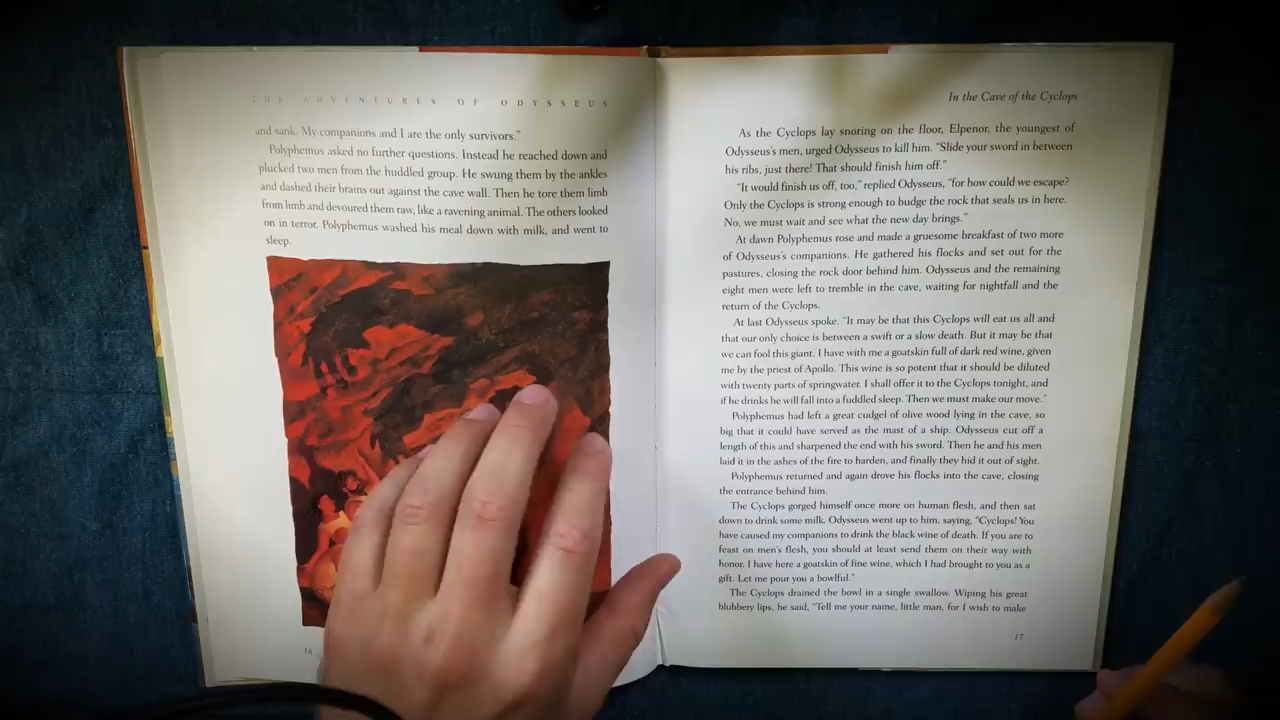 THE ADVENTURES OF ODYSSEUS
and sank. My companions and I are the only survivors."
Polyphemus asked no further questions. Instead he reached down and
plucked two men from the huddled group. He swung them by the ankles
and dashed their brains out against the cave wall. Then he tore them limb
from limb and devoured them raw, like a ravening animal. The others looked
on in terror. Polyphemus washed his meal down with milk, and went to
sleep.
16
In the Cave of the Cyclops
As the Cyclops lay snoring on the floor, Elpenor, the youngest of
Odysseus's men, urged Odysseus to kill him. "Slide your sword in between
his ribs, just there! That should finish him off."
"It would finish us off, too," replied Odysseus, "for how could we escape?
Only the Cyclops is strong enough to budge the rock that seals us in here.
No, we must wait and see what the new day brings."
At dawn Polyphemus rose and made a gruesome breakfast of two more
of Odysseus's companions. He gathered his flocks and set out for the
pastures, closing the rock door behind him. Odysseus and the remaining
eight men were left to tremble in the cave, waiting for nightfall and the
return of the Cyclops.
At last Odysseus spoke. "It may be that this Cyclops will eat us all and
that our only choice is between a swift or a slow death. But it may be that
we can fool this giant. I have with me a goatskin full of dark red wine, given
me by the priest of Apollo. This wine is so potent that it should be diluted
with twenty parts of springwater. I shall offer it to the Cyclops tonight, and
if he drinks he will fall into a fuddled sleep. Then we must make our move."
Polyphemus had left a great cudgel of olive wood lying in the cave, so
big that it could have served as the mast of a ship. Odysseus cut off a
length of this and sharpened the end with his sword. Then he and his men
laid it in the ashes of the fire to harden, and finally they hid it out of sight.
Polyphemus returned and again drove his flocks into the cave, closing
the entrance behind him.
The Cyclops gorged himself once more on human flesh, and then sat
down to drink some milk. Odysseus went up to him, saying, "Cyclops! You
have caused my companions to drink the black wine of death. If you are to
feast on men's flesh, you should at least send them on their way with
honor. I have here a goatskin of fine wine, which I had brought to you as a
gift. Let me pour you a bowlful."
The Cyclops drained the bowl in a single swallow. Wiping his great
blubbery lips, he said, "Tell me your name, little man, for I wish to make
17